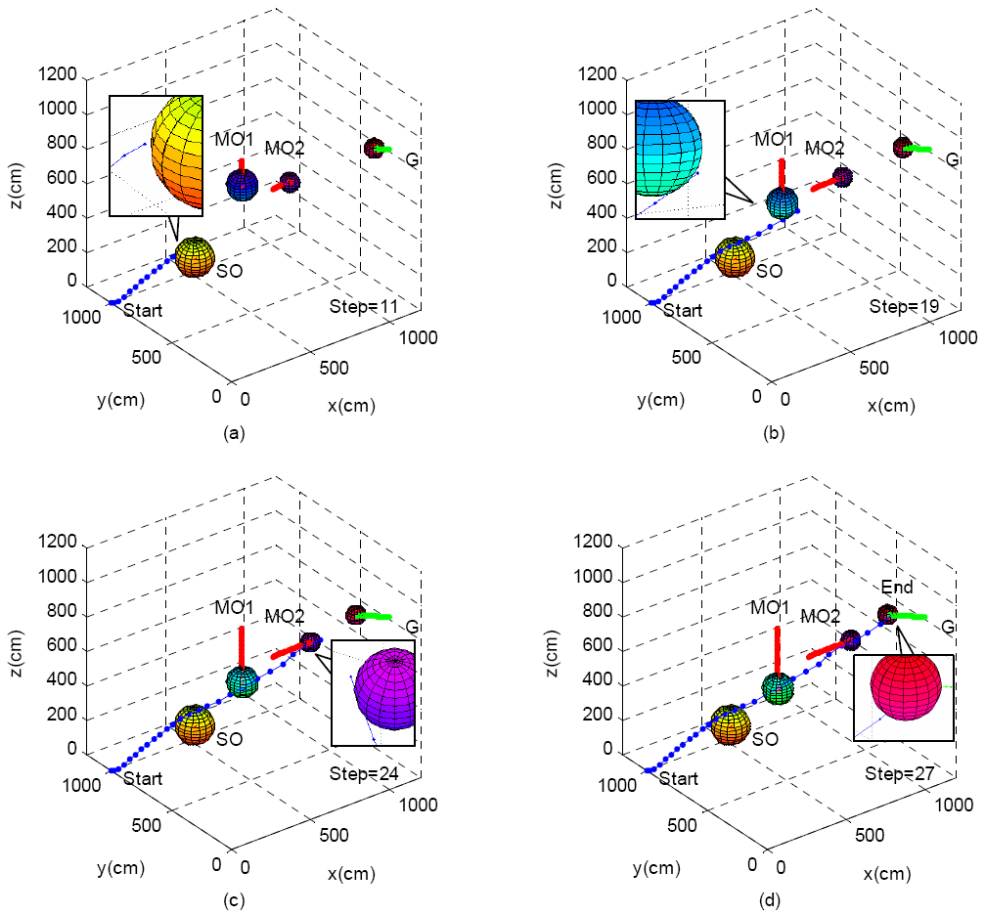 1200
1000
800
600
400
200
0
z(cm)
MO1
MO2
G
SO
Start
Step=11
1000
500
0
y(cm)
0
500
1000
x(cm)
(a)
1200
1000
800
600
400
200
0
z(cm)
MO1
MO2
G
SO
Start
Step=19
1000
500
0
y(cm)
0
500
1000
x(cm)
(b)
1200
1000
800
600
400
200
0
z(cm)
MO1
MO2
G
SO
Start
Step=24
1000
500
0
y(cm)
0
500
1000
x(cm)
(c)
1200
1000
800
600
400
200
0
z(cm)
End
MO1
MO2
G
SO
Start
Step=27
1000
500
0
y(cm)
0
500
1000
x(cm)
(d)